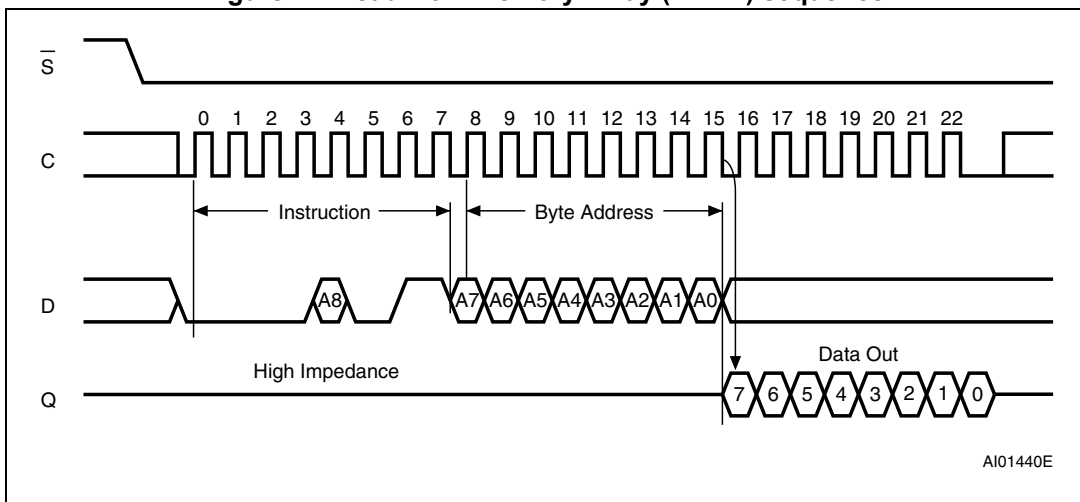 S
0 1 2 3 4 5 6 7 8 9 10 11 12 13 14 15 16 17 18 19 20 21 22
C
Instruction Byte Address
D A8 A7 A6 A5 A4 A3 A2 A1 A0
High Impedance Data Out
Q 7 6 5 4 3 2 1 0
AI01440E